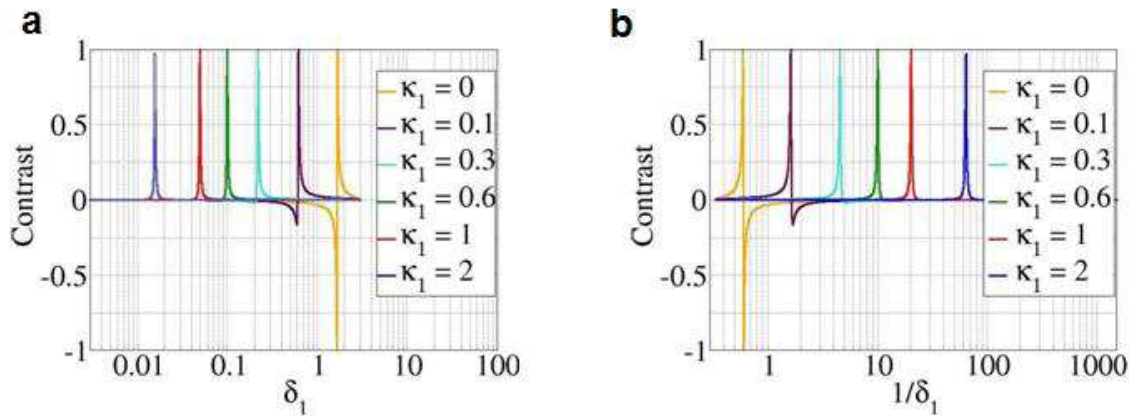 a
1
0.5
0
-0.5
-1
Contrast
0.01 0.1 1 10 100
δ1
κ1 = 0
κ1 = 0.1
κ1 = 0.3
κ1 = 0.6
κ1 = 1
κ1 = 2
b
1
0.5
0
-0.5
-1
Contrast
1 10 100 1000
1/δ1
κ1 = 0
κ1 = 0.1
κ1 = 0.3
κ1 = 0.6
κ1 = 1
κ1 = 2